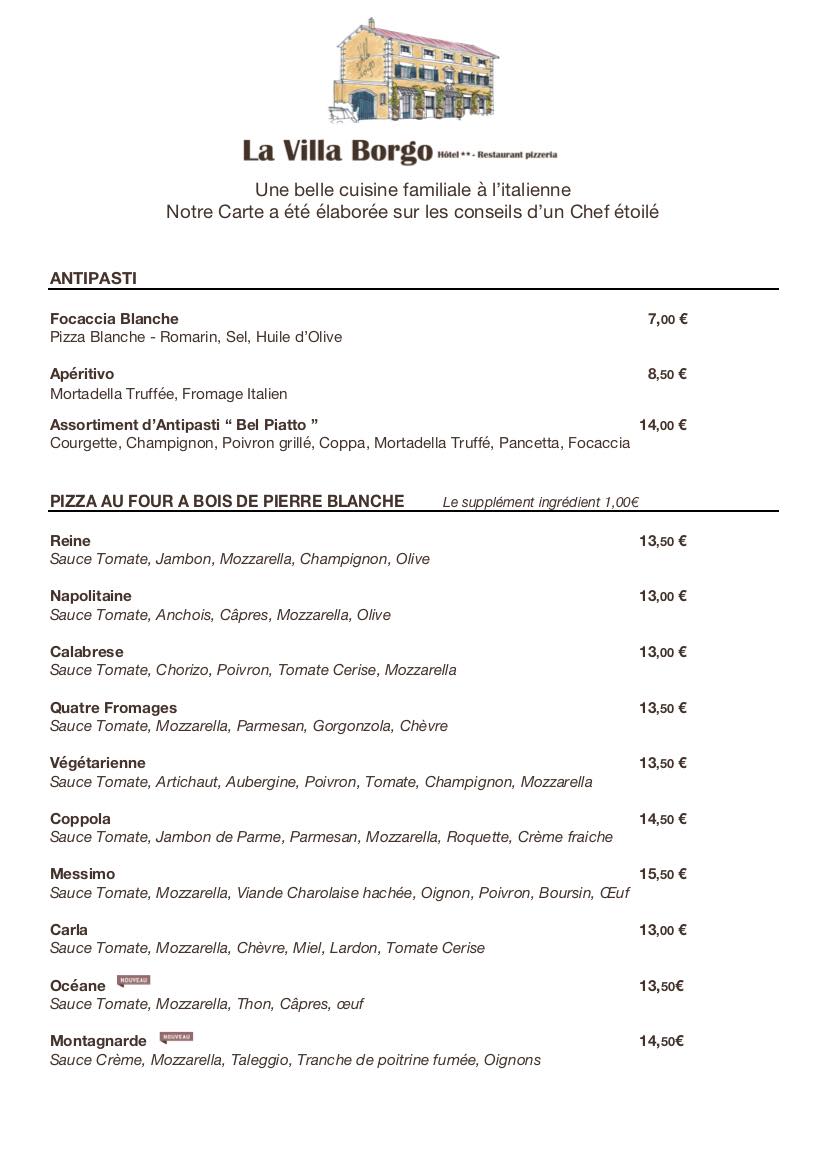 La Villa Borgo Hôtel ** - Restaurant pizzeria
Une belle cuisine familiale à l’italienne
Notre Carte a été élaborée sur les conseils d’un Chef étoilé
ANTIPASTI
Focaccia Blanche 7,00 €
Pizza Blanche - Romarin, Sel, Huile d’Olive
Apéritivo 8,50 €
Mortadella Truffée, Fromage Italien
Assortiment d’Antipasti “ Bel Piatto ” 14,00 €
Courgette, Champignon, Poivron grillé, Coppa, Mortadella Truffé, Pancetta, Focaccia
PIZZA AU FOUR A BOIS DE PIERRE BLANCHE Le supplément ingrédient 1,00€
Reine 13,50 €
Sauce Tomate, Jambon, Mozzarella, Champignon, Olive
Napolitaine 13,00 €
Sauce Tomate, Anchois, Câpres, Mozzarella, Olive
Calabrese 13,00 €
Sauce Tomate, Chorizo, Poivron, Tomate Cerise, Mozzarella
Quatre Fromages 13,50 €
Sauce Tomate, Mozzarella, Parmesan, Gorgonzola, Chèvre
Végétarienne 13,50 €
Sauce Tomate, Artichaut, Aubergine, Poivron, Tomate, Champignon, Mozzarella
Coppola 14,50 €
Sauce Tomate, Jambon de Parme, Parmesan, Mozzarella, Roquette, Crème fraiche
Messimo 15,50 €
Sauce Tomate, Mozzarella, Viande Charolaise hachée, Oignon, Poivron, Boursin, Œuf
Carla 13,00 €
Sauce Tomate, Mozzarella, Chèvre, Miel, Lardon, Tomate Cerise
Océane NOUVEAU 13,50€
Sauce Tomate, Mozzarella, Thon, Câpres, œuf
Montagnarde NOUVEAU 14,50€
Sauce Crème, Mozzarella, Taleggio, Tranche de poitrine fumée, Oignons